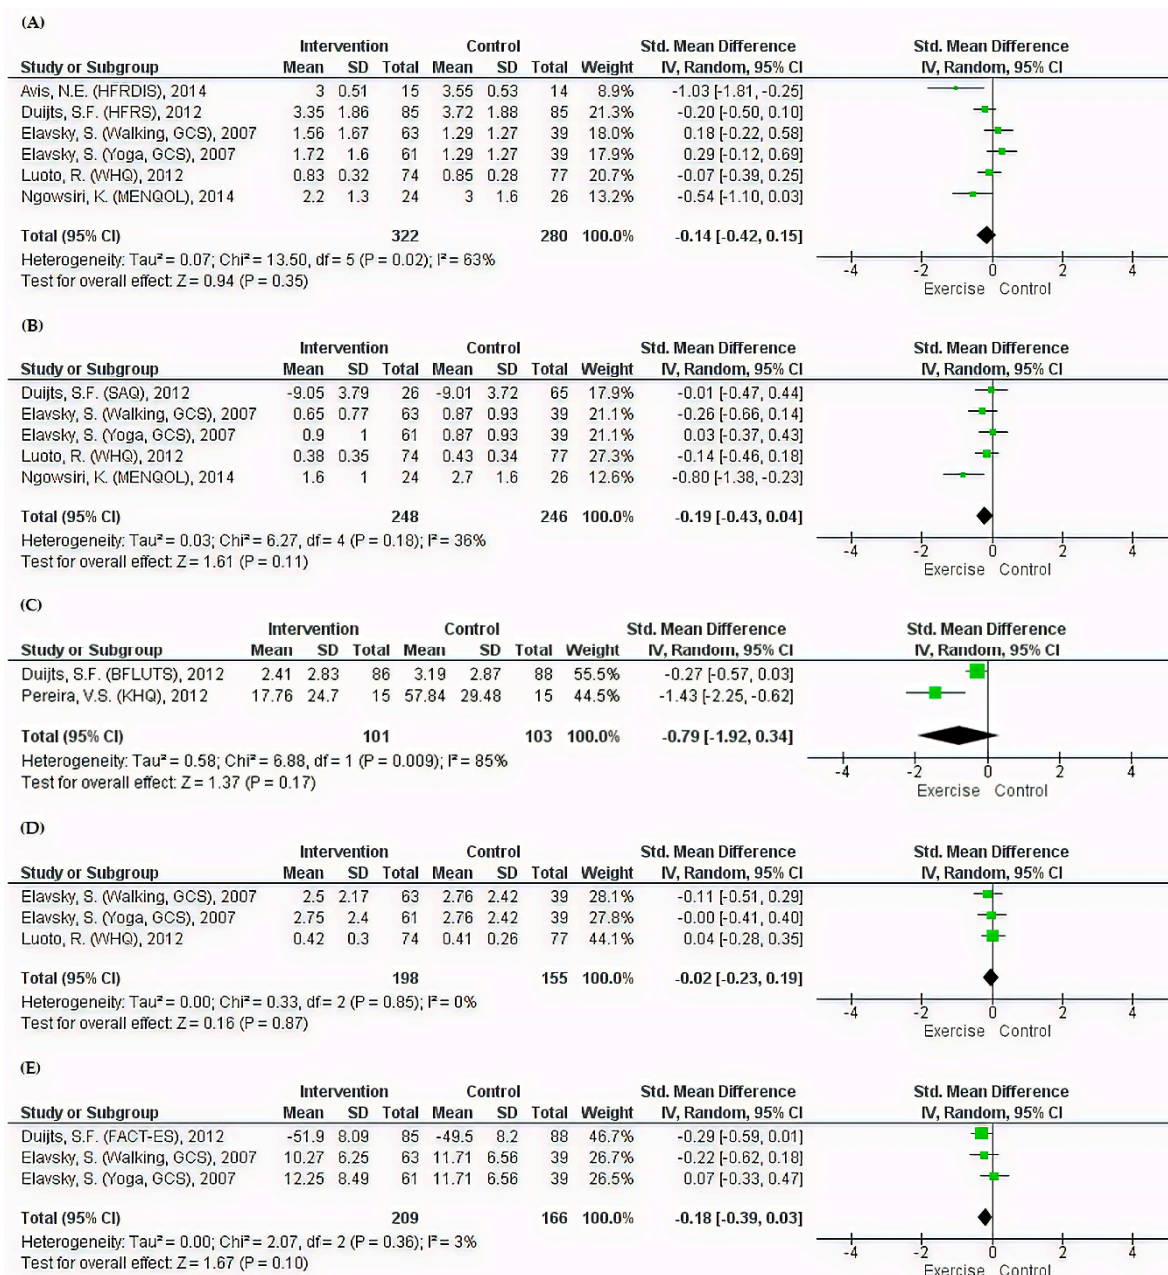 (A)
Intervention Control Std. Mean Difference Std. Mean Difference
Study or Subgroup Mean SD Total Mean SD Total Weight IV, Random, 95% CI IV, Random, 95% CI
Avis, N.E. (HFRDIS), 2014 3 0.51 15 3.55 0.53 14 8.9% -1.03 [-1.81, -0.25]
Duijts, S.F. (HFRS), 2012 3.35 1.86 85 3.72 1.88 85 21.3% -0.20 [-0.50, 0.10]
Elavsky, S. (Walking, GCS), 2007 1.56 1.67 63 1.29 1.27 39 18.0% 0.18 [-0.22, 0.58]
Elavsky, S. (Yoga, GCS), 2007 1.72 1.6 61 1.29 1.27 39 17.9% 0.29 [-0.12, 0.69]
Luoto, R. (WHQ), 2012 0.83 0.32 74 0.85 0.28 77 20.7% -0.07 [-0.39, 0.25]
Ngowsiri, K. (MENQOL), 2014 2.2 1.3 24 3 1.6 26 13.2% -0.54 [-1.10, 0.03]
Total (95% CI) 322 280 100.0% -0.14 [-0.42, 0.15]
Heterogeneity: Tau² = 0.07; Chi² = 13.50, df = 5 (P = 0.02); I² = 63%
Test for overall effect: Z = 0.94 (P = 0.35)
-4 -2 0 2 4
Exercise Control
(B)
Intervention Control Std. Mean Difference Std. Mean Difference
Study or Subgroup Mean SD Total Mean SD Total Weight IV, Random, 95% CI IV, Random, 95% CI
Duijts, S.F. (SAQ), 2012 -9.05 3.79 26 -9.01 3.72 65 17.9% -0.01 [-0.47, 0.44]
Elavsky, S. (Walking, GCS), 2007 0.65 0.77 63 0.87 0.93 39 21.1% -0.26 [-0.66, 0.14]
Elavsky, S. (Yoga, GCS), 2007 0.9 1 61 0.87 0.93 39 21.1% 0.03 [-0.37, 0.43]
Luoto, R. (WHQ), 2012 0.38 0.35 74 0.43 0.34 77 27.3% -0.14 [-0.46, 0.18]
Ngowsiri, K. (MENQOL), 2014 1.6 1 24 2.7 1.6 26 12.6% -0.80 [-1.38, -0.23]
Total (95% CI) 248 246 100.0% -0.19 [-0.43, 0.04]
Heterogeneity: Tau² = 0.03; Chi² = 6.27, df = 4 (P = 0.18); I² = 36%
Test for overall effect: Z = 1.61 (P = 0.11)
-4 -2 0 2 4
Exercise Control
(C)
Intervention Control Std. Mean Difference Std. Mean Difference
Study or Subgroup Mean SD Total Mean SD Total Weight IV, Random, 95% CI IV, Random, 95% CI
Duijts, S.F. (BFLUTS), 2012 2.41 2.83 86 3.19 2.87 88 55.5% -0.27 [-0.57, 0.03]
Pereira, V.S. (KHQ), 2012 17.76 24.7 15 57.84 29.48 15 44.5% -1.43 [-2.25, -0.62]
Total (95% CI) 101 103 100.0% -0.79 [-1.92, 0.34]
Heterogeneity: Tau² = 0.58; Chi² = 6.88, df = 1 (P = 0.009); I² = 85%
Test for overall effect: Z = 1.37 (P = 0.17)
-4 -2 0 2 4
Exercise Control
(D)
Intervention Control Std. Mean Difference Std. Mean Difference
Study or Subgroup Mean SD Total Mean SD Total Weight IV, Random, 95% CI IV, Random, 95% CI
Elavsky, S. (Walking, GCS), 2007 2.5 2.17 63 2.76 2.42 39 28.1% -0.11 [-0.51, 0.29]
Elavsky, S. (Yoga, GCS), 2007 2.75 2.4 61 2.76 2.42 39 27.8% -0.00 [-0.41, 0.40]
Luoto, R. (WHQ), 2012 0.42 0.3 74 0.41 0.26 77 44.1% 0.04 [-0.28, 0.35]
Total (95% CI) 198 155 100.0% -0.02 [-0.23, 0.19]
Heterogeneity: Tau² = 0.00; Chi² = 0.33, df = 2 (P = 0.85); I² = 0%
Test for overall effect: Z = 0.16 (P = 0.87)
-4 -2 0 2 4
Exercise Control
(E)
Intervention Control Std. Mean Difference Std. Mean Difference
Study or Subgroup Mean SD Total Mean SD Total Weight IV, Random, 95% CI IV, Random, 95% CI
Duijts, S.F. (FACT-ES), 2012 -51.9 8.09 85 -49.5 8.2 88 46.7% -0.29 [-0.59, 0.01]
Elavsky, S. (Walking, GCS), 2007 10.27 6.25 63 11.71 6.56 39 26.7% -0.22 [-0.62, 0.18]
Elavsky, S. (Yoga, GCS), 2007 12.25 8.49 61 11.71 6.56 39 26.5% 0.07 [-0.33, 0.47]
Total (95% CI) 209 166 100.0% -0.18 [-0.39, 0.03]
Heterogeneity: Tau² = 0.00; Chi² = 2.07, df = 2 (P = 0.36); I² = 3%
Test for overall effect: Z = 1.67 (P = 0.10)
-4 -2 0 2 4
Exercise Control